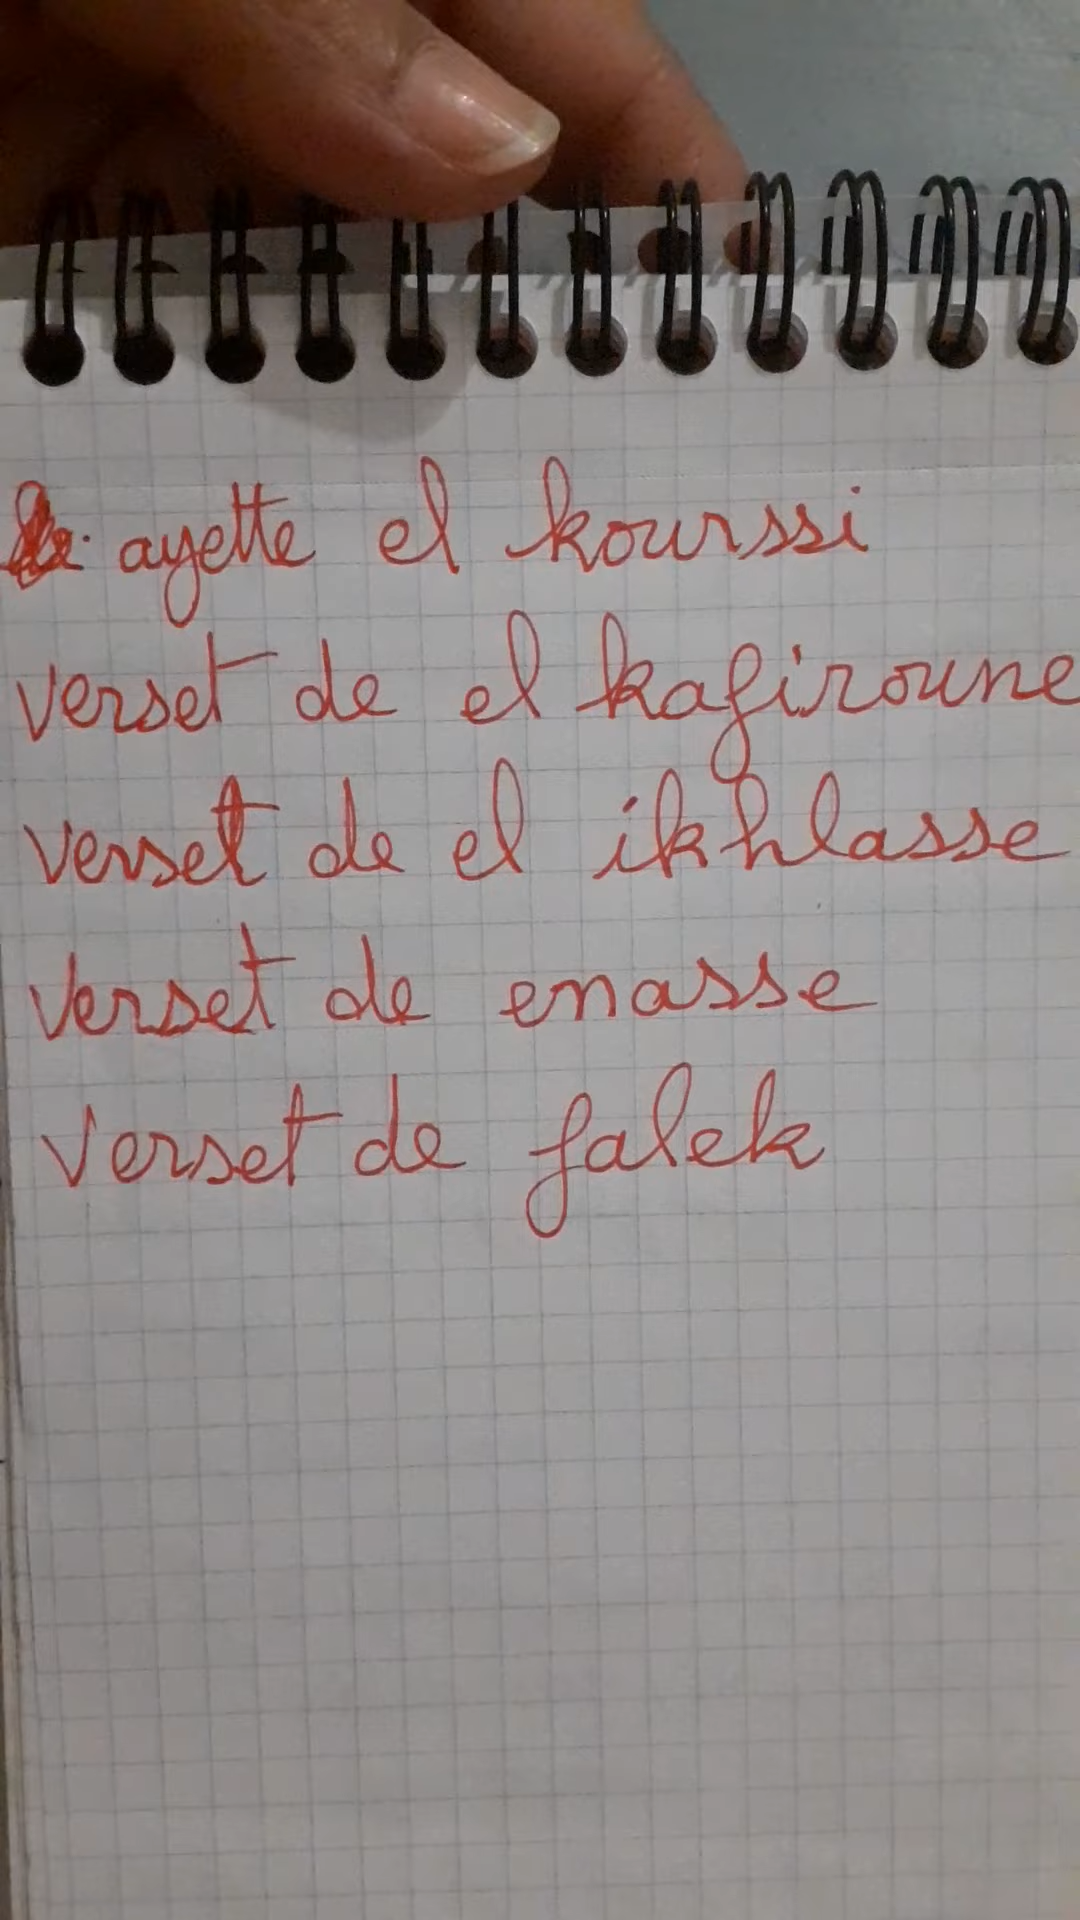 ayette el kourssi
verset de el kafiroune
verset de el ikhlasse
verset de enasse
verset de falek